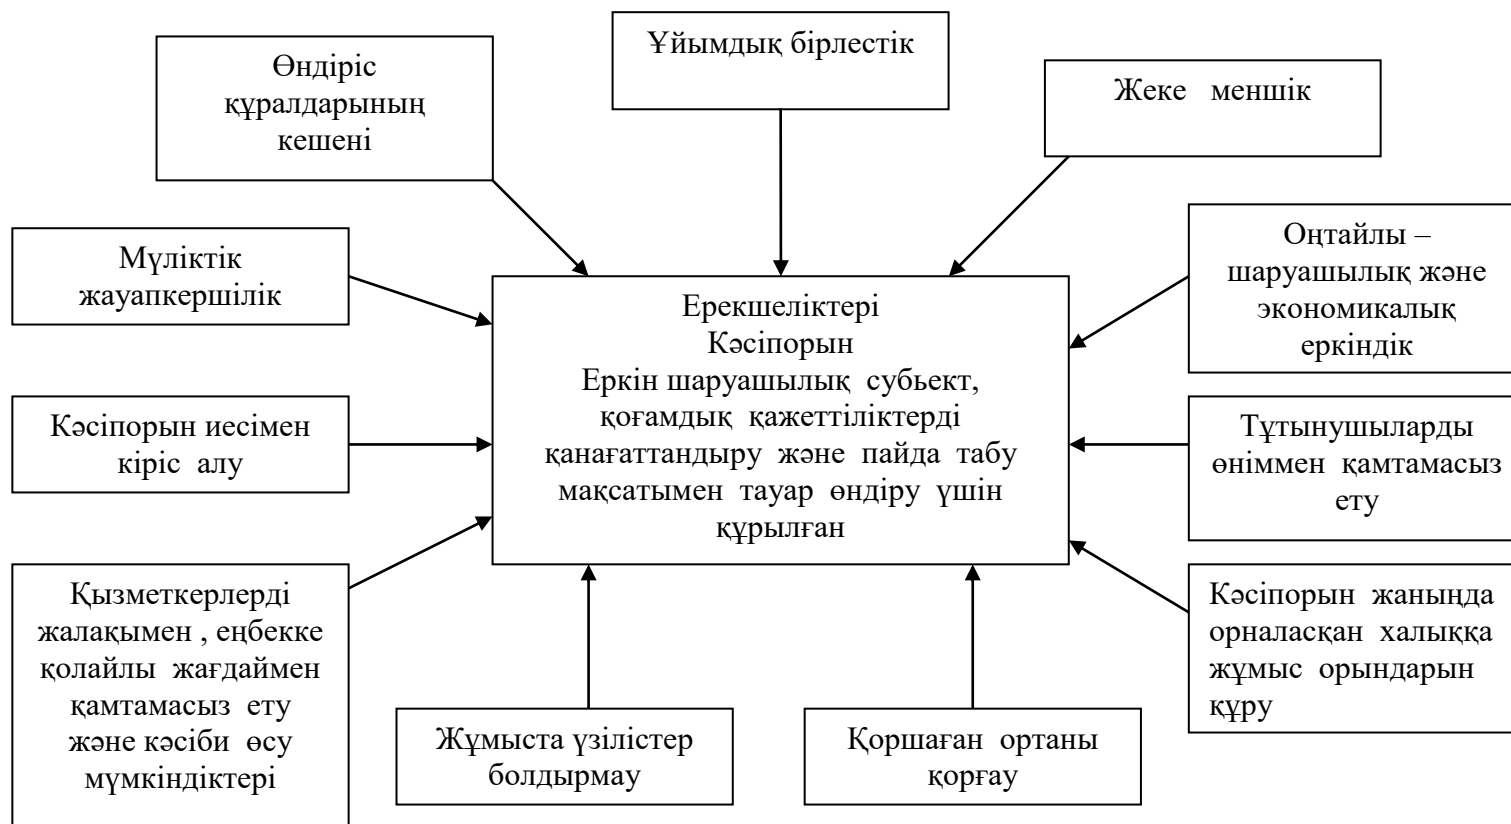 Ұйымдық бірлестік
Өндіріс
құралдарының
кешені
Жеке меншік
Мүліктік
жауапкершілік
Оңтайлы –
шаруашылық және
экономикалық
еркіндік
Ерекшеліктері
Кәсіпорын
Еркін шаруашылық субьект,
қоғамдық қажеттіліктерді
қанағаттандыру және пайда табу
мақсатымен тауар өндіру үшін
құрылған
Кәсіпорын иесімен
кіріс алу
Тұтынушыларды
өніммен қамтамасыз
ету
Қызметкерлерді
жалақымен , еңбекке
қолайлы жағдаймен
қамтамасыз ету
және кәсіби өсу
мүмкіндіктері
Кәсіпорын жаныңда
орналасқан халыққа
жұмыс орындарын
құру
Жұмыста үзілістер
болдырмау
Қоршаған ортаны
қорғау